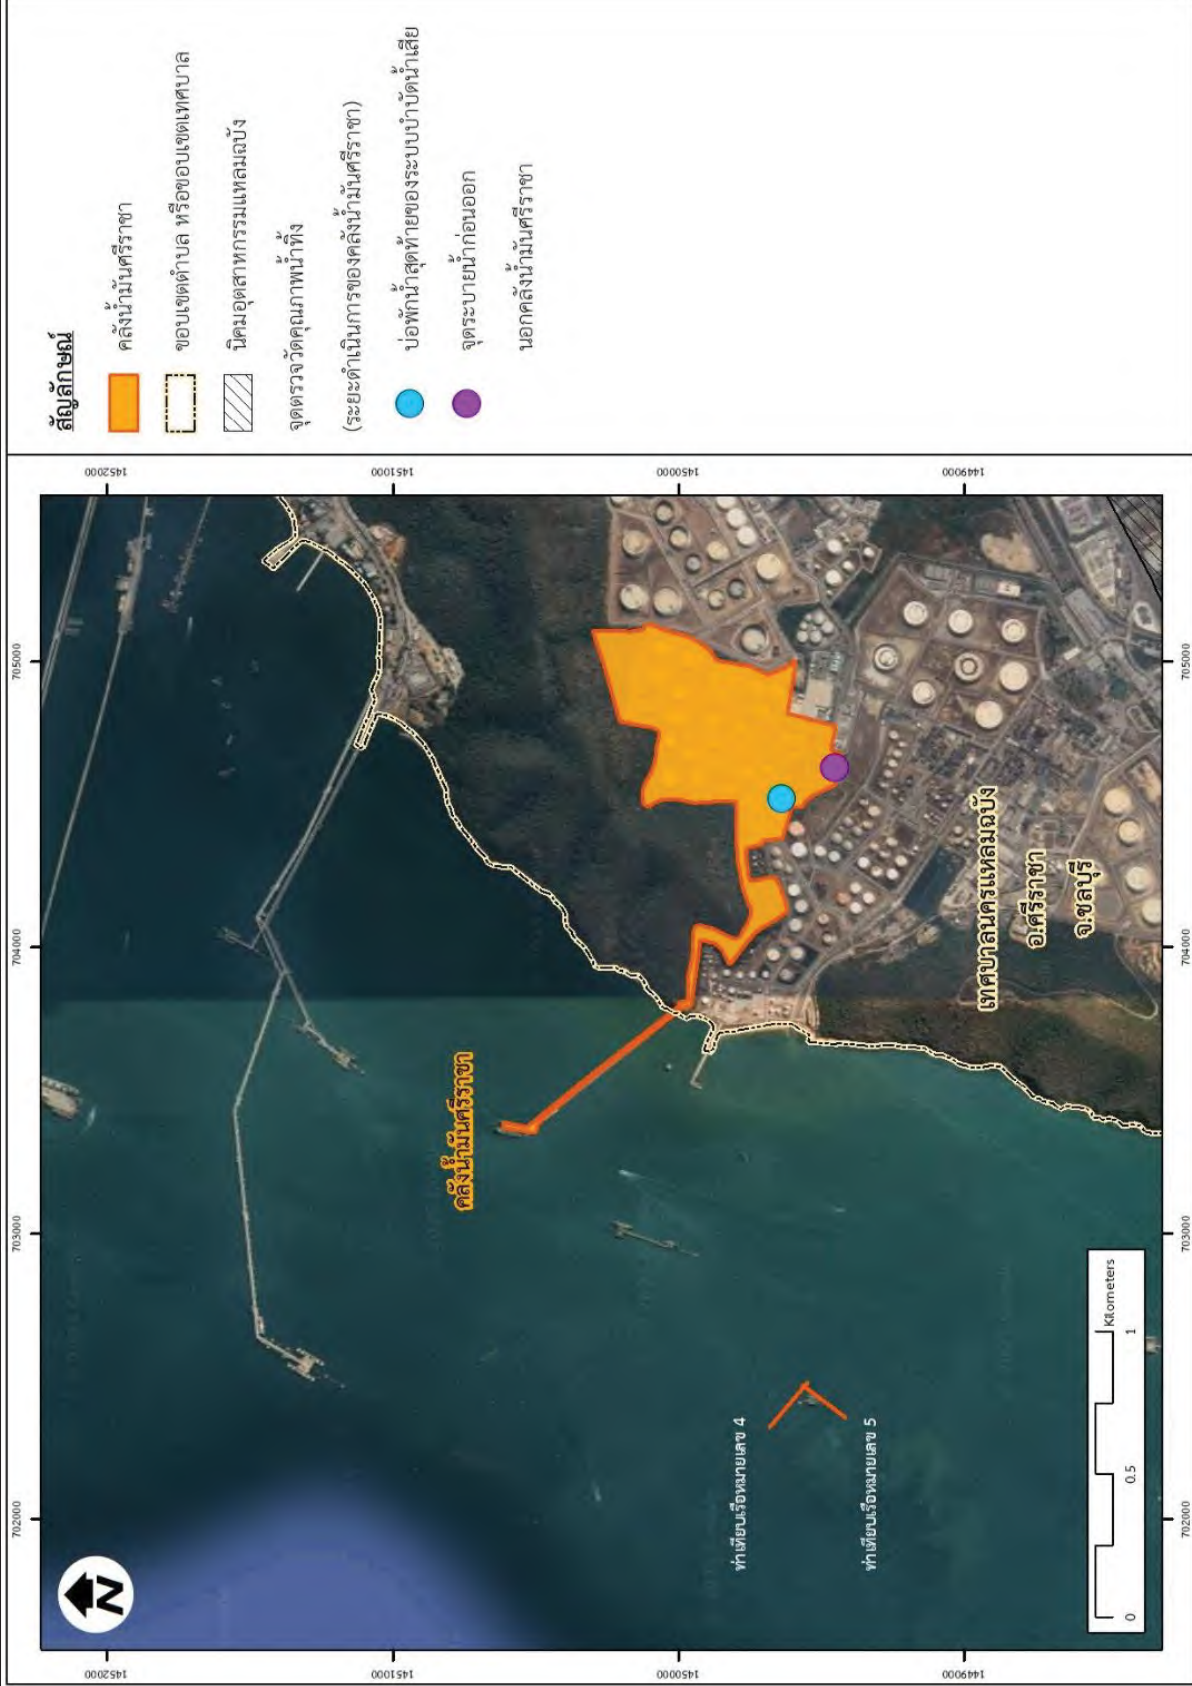 สัญลักษณ์
คลังน้ำมันศรีราชา
ขอบเขตตำบล หรือขอบเขตเทศบาล
นิคมอุตสาหกรรมแหลมฉบัง
จุดตรวจวัดคุณภาพน้ำทิ้ง
(ระยะดำเนินการของคลังน้ำมันศรีราชา)
บ่อพักน้ำสุดท้ายของระบบบำบัดน้ำเสีย
จุดระบายน้ำก่อนออก
นอกคลังน้ำมันศรีราชา
702000
703000
704000
705000
1452000
1452000
1451000
1451000
1450000
1450000
1449000
1449000
N
คลังน้ำมันศรีราชา
ท่าเทียบเรือหมายเลข 4
ท่าเทียบเรือหมายเลข 5
เทศบาลนครแหลมฉบัง
อ.ศรีราชา
จ.ชลบุรี
Kilometers
0 0.5 1
702000
703000
704000
705000